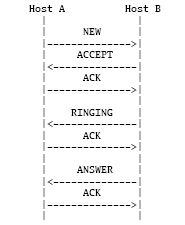 Host A Host B
NEW
ACCEPT
ACK
RINGING
ACK
ANSWER
ACK